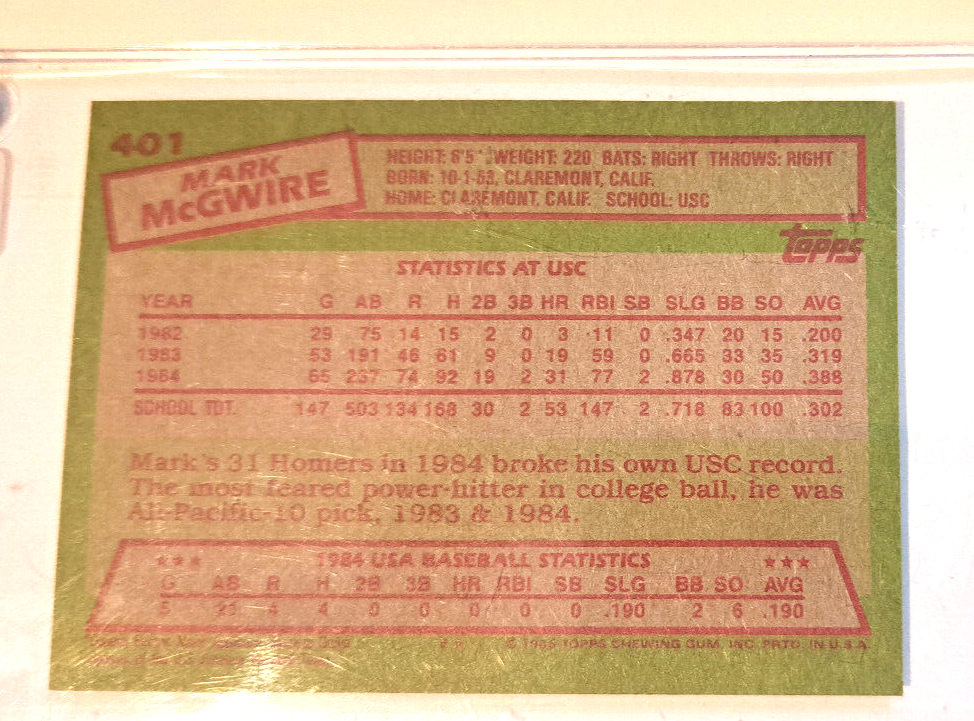 401
MARK
McGWIRE
HEIGHT: 6'5" WEIGHT: 220 BATS: RIGHT THROWS: RIGHT
BORN: 10-1-63, CLAREMONT, CALIF.
HOME: CLAREMONT, CALIF. SCHOOL: USC
topps
STATISTICS AT USC
YEAR G AB R H 2B 3B HR RBI SB SLG BB SO AVG
1982 29 75 14 15 2 0 3 11 0 .347 20 15 .200
1983 53 191 46 61 9 0 19 59 0 .665 33 35 .319
1984 65 237 74 92 19 2 31 77 2 .878 30 50 .388
SCHOOL TOT. 147 503 134 168 30 2 53 147 2 .718 83 100 .302
Mark's 31 Homers in 1984 broke his own USC record.
The most feared power-hitter in college ball, he was
All-Pacific-10 pick, 1983 & 1984.
*** 1984 USA BASEBALL STATISTICS ***
G AB R H 2B 3B HR RBI SB SLG BB SO AVG
5 21 4 4 0 0 0 0 0 .190 2 6 .190
© 1985 TOPPS CHEWING GUM, INC. PRTD. IN U.S.A.